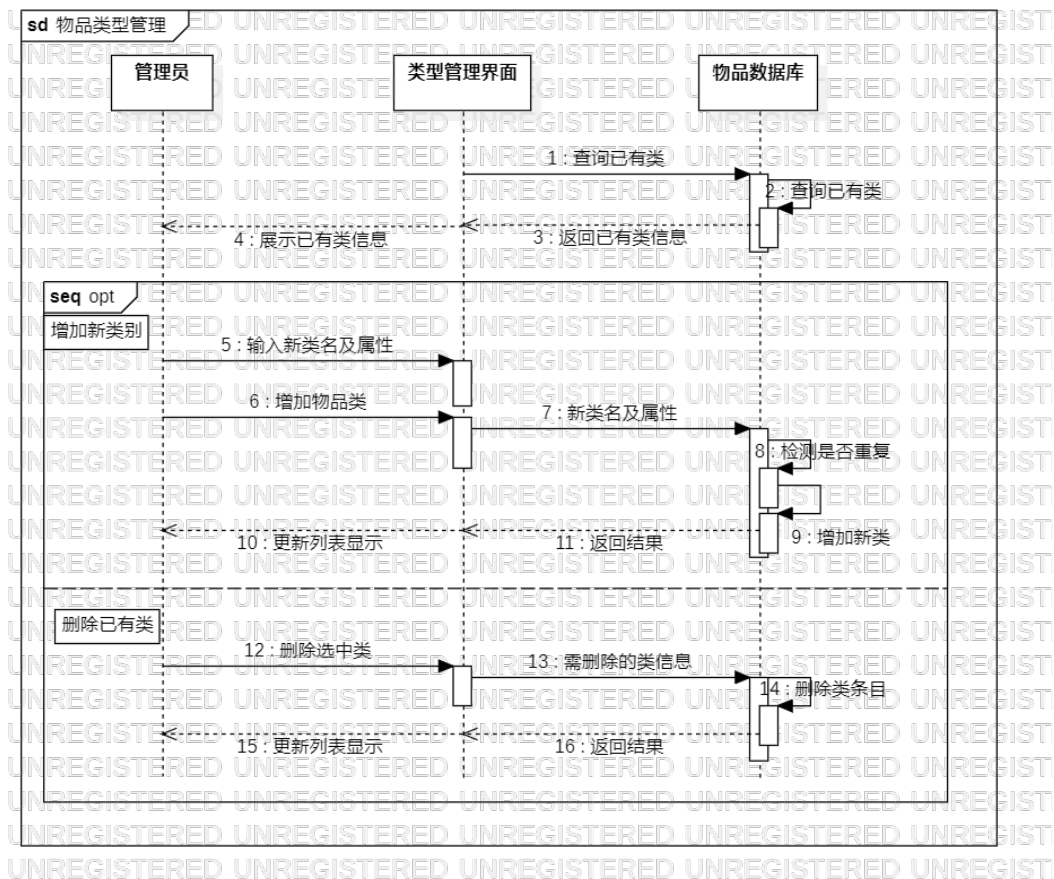 sd 物品类型管理
管理员
类型管理界面
物品数据库
1 : 查询已有类
2 : 查询已有类
3 : 返回已有类信息
4 : 展示已有类信息
seq opt
增加新类别
5 : 输入新类名及属性
6 : 增加物品类
7 : 新类名及属性
8 : 检测是否重复
9 : 增加新类
10 : 更新列表显示
11 : 返回结果
删除已有类
12 : 删除选中类
13 : 需删除的类信息
14 : 删除类条目
15 : 更新列表显示
16 : 返回结果
UNREGISTERED